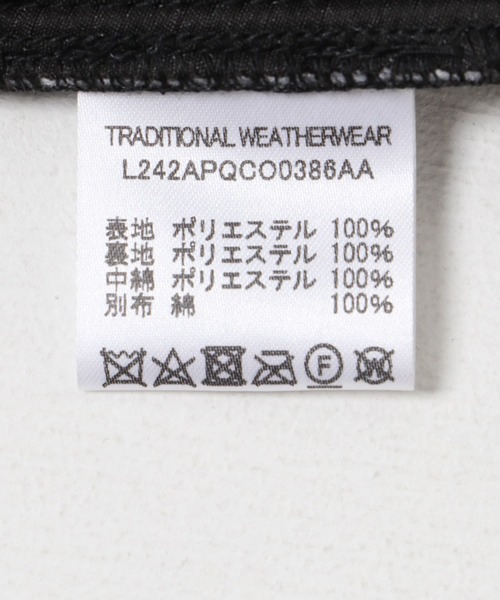 TRADITIONAL WEATHERWEAR
L242APQCO0386AA
表地 ポリエステル 100%
裏地 ポリエステル 100%
中綿 ポリエステル 100%
別布 綿 100%
F W